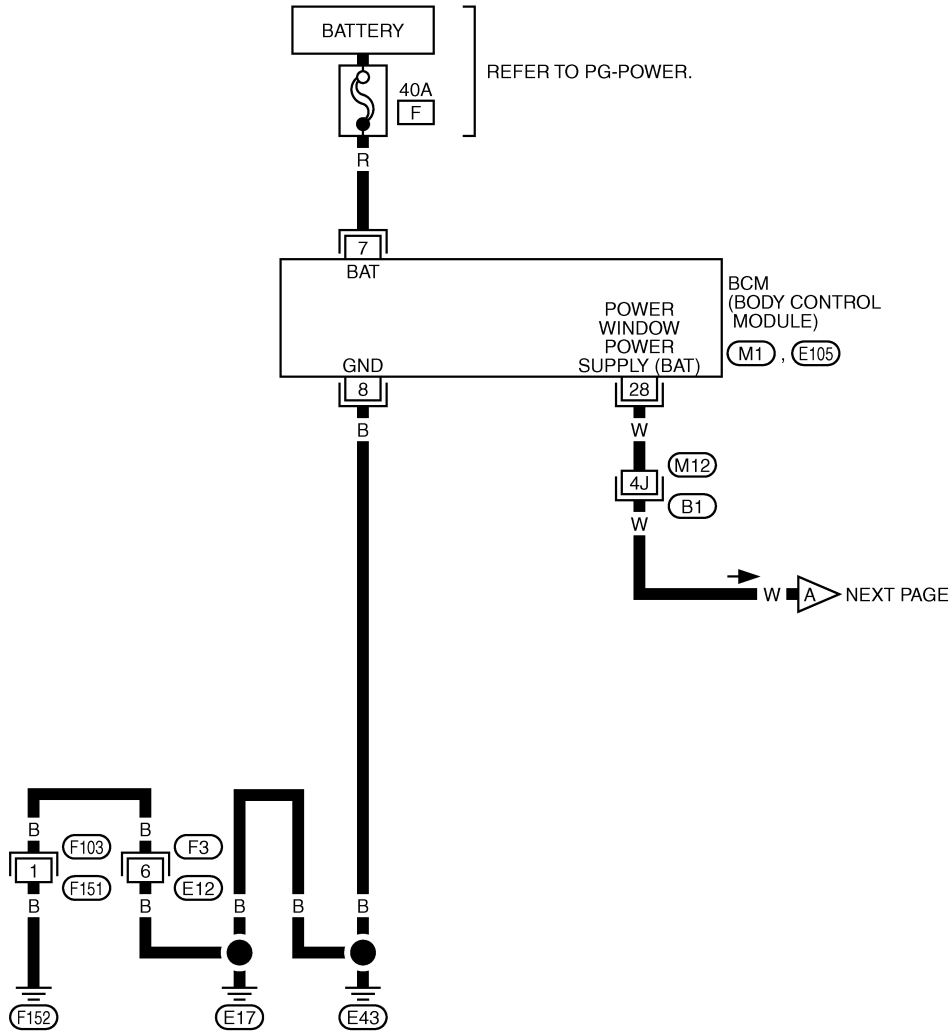 BATTERY
REFER TO PG-POWER.
40A
F
R
7
BAT
BCM
(BODY CONTROL
MODULE)
M1 , E105
POWER
WINDOW
POWER
SUPPLY (BAT)
GND
8
28
B
W
M12
4J
B1
W
W
A
NEXT PAGE
B
B
F103
F3
1
6
F151
E12
B
B
B
B
B
F152
E17
E43